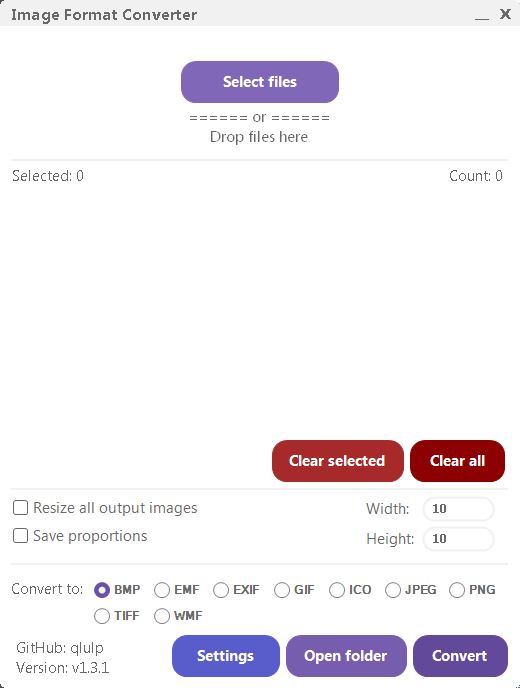 Image Format Converter
Select files
====== or ======
Drop files here
Selected: 0 Count: 0
Clear selected Clear all
Resize all output images Width: 10
Save proportions Height: 10
Convert to: BMP EMF EXIF GIF ICO JPEG PNG
TIFF WMF
GitHub: qlulp
Version: v1.3.1
Settings Open folder Convert